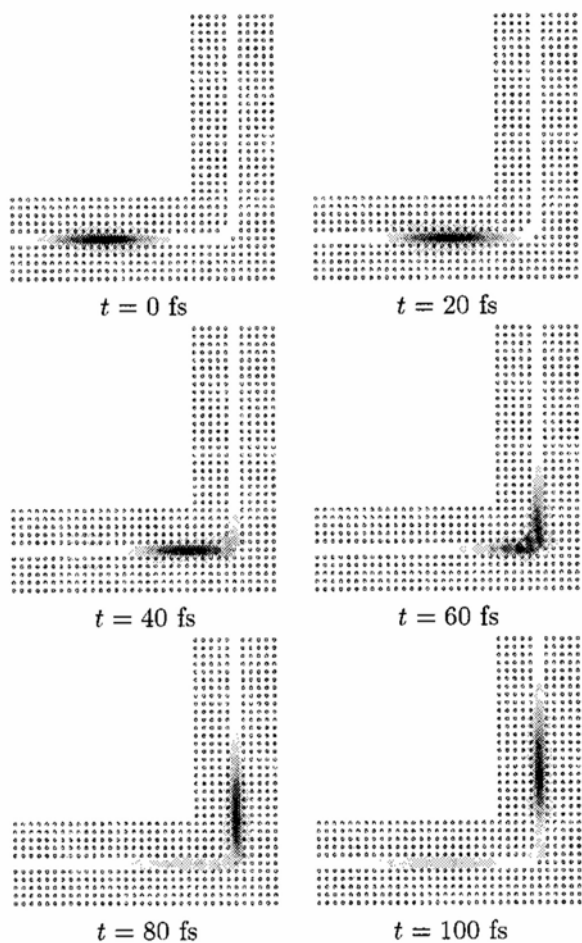 t = 0 fs
t = 20 fs
t = 40 fs
t = 60 fs
t = 80 fs
t = 100 fs